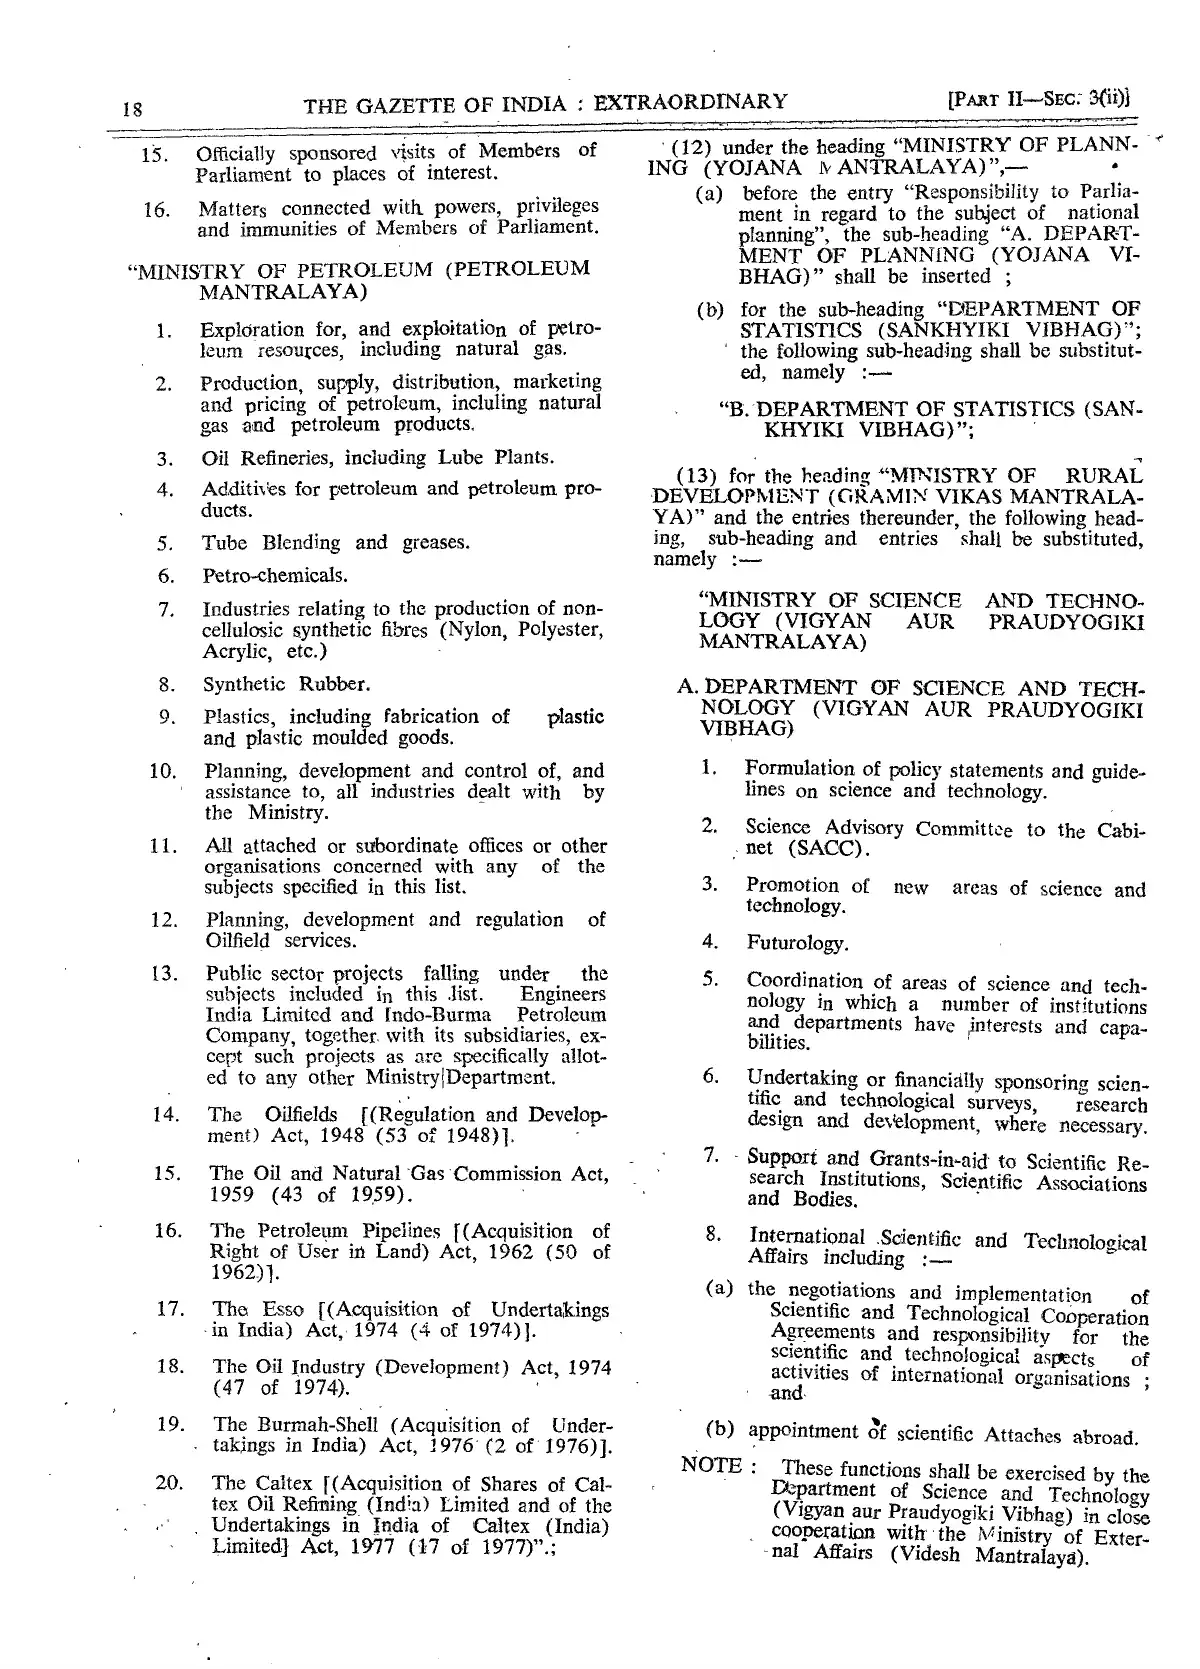 18 THE GAZETTE OF INDIA : EXTRAORDINARY [PART II—SEC. 3(ii)]
15. Officially sponsored visits of Members of
Parliament to places of interest.
16. Matters connected with powers, privileges
and immunities of Members of Parliament.
“MINISTRY OF PETROLEUM (PETROLEUM
MANTRALAYA)
1. Exploration for, and exploitation of petro-
leum resources, including natural gas.
2. Production, supply, distribution, marketing
and pricing of petroleum, incluling natural
gas and petroleum products.
3. Oil Refineries, including Lube Plants.
4. Additives for petroleum and petroleum pro-
ducts.
5. Tube Blending and greases.
6. Petro-chemicals.
7. Industries relating to the production of non-
cellulosic synthetic fibres (Nylon, Polyester,
Acrylic, etc.)
8. Synthetic Rubber.
9. Plastics, including fabrication of plastic
and plastic moulded goods.
10. Planning, development and control of, and
assistance to, all industries dealt with by
the Ministry.
11. All attached or subordinate offices or other
organisations concerned with any of the
subjects specified in this list.
12. Planning, development and regulation of
Oilfield services.
13. Public sector projects falling under the
subjects included in this list. Engineers
India Limited and Indo-Burma Petroleum
Company, together with its subsidiaries, ex-
cept such projects as are specifically allot-
ed to any other Ministry|Department.
14. The Oilfields [(Regulation and Develop-
ment) Act, 1948 (53 of 1948)].
15. The Oil and Natural Gas Commission Act,
1959 (43 of 1959).
16. The Petroleum Pipelines [(Acquisition of
Right of User in Land) Act, 1962 (50 of
1962)].
17. The Esso [(Acquisition of Undertakings
in India) Act, 1974 (4 of 1974)].
18. The Oil Industry (Development) Act, 1974
(47 of 1974).
19. The Burmah-Shell (Acquisition of Under-
takings in India) Act, 1976 (2 of 1976)].
20. The Caltex [(Acquisition of Shares of Cal-
tex Oil Refining (India) Limited and of the
Undertakings in India of Caltex (India)
Limited] Act, 1977 (17 of 1977)”.;
(12) under the heading “MINISTRY OF PLANN-
ING (YOJANA MANTRALAYA)”,—
(a) before the entry “Responsibility to Parlia-
ment in regard to the subject of national
planning”, the sub-heading “A. DEPART-
MENT OF PLANNING (YOJANA VI-
BHAG)” shall be inserted ;
(b) for the sub-heading “DEPARTMENT OF
STATISTICS (SANKHYIKI VIBHAG)”;
the following sub-heading shall be substitut-
ed, namely :—
“B. DEPARTMENT OF STATISTICS (SAN-
KHYIKI VIBHAG)”;
(13) for the heading “MINISTRY OF RURAL
DEVELOPMENT (GRAMIN VIKAS MANTRALA-
YA)” and the entries thereunder, the following head-
ing, sub-heading and entries shall be substituted,
namely :—
“MINISTRY OF SCIENCE AND TECHNO-
LOGY (VIGYAN AUR PRAUDYOGIKI
MANTRALAYA)
A. DEPARTMENT OF SCIENCE AND TECH-
NOLOGY (VIGYAN AUR PRAUDYOGIKI
VIBHAG)
1. Formulation of policy statements and guide-
lines on science and technology.
2. Science Advisory Committee to the Cabi-
net (SACC).
3. Promotion of new areas of science and
technology.
4. Futurology.
5. Coordination of areas of science and tech-
nology in which a number of institutions
and departments have interests and capa-
bilities.
6. Undertaking or financially sponsoring scien-
tific and technological surveys, research
design and development, where necessary.
7. Support and Grants-in-aid to Scientific Re-
search Institutions, Scientific Associations
and Bodies.
8. International Scientific and Technological
Affairs including :—
(a) the negotiations and implementation of
Scientific and Technological Cooperation
Agreements and responsibility for the
scientific and technological aspects of
activities of international organisations ;
and
(b) appointment of scientific Attaches abroad.
NOTE : These functions shall be exercised by the
Department of Science and Technology
(Vigyan aur Praudyogiki Vibhag) in close
cooperation with the Ministry of Exter-
nal Affairs (Videsh Mantralaya).